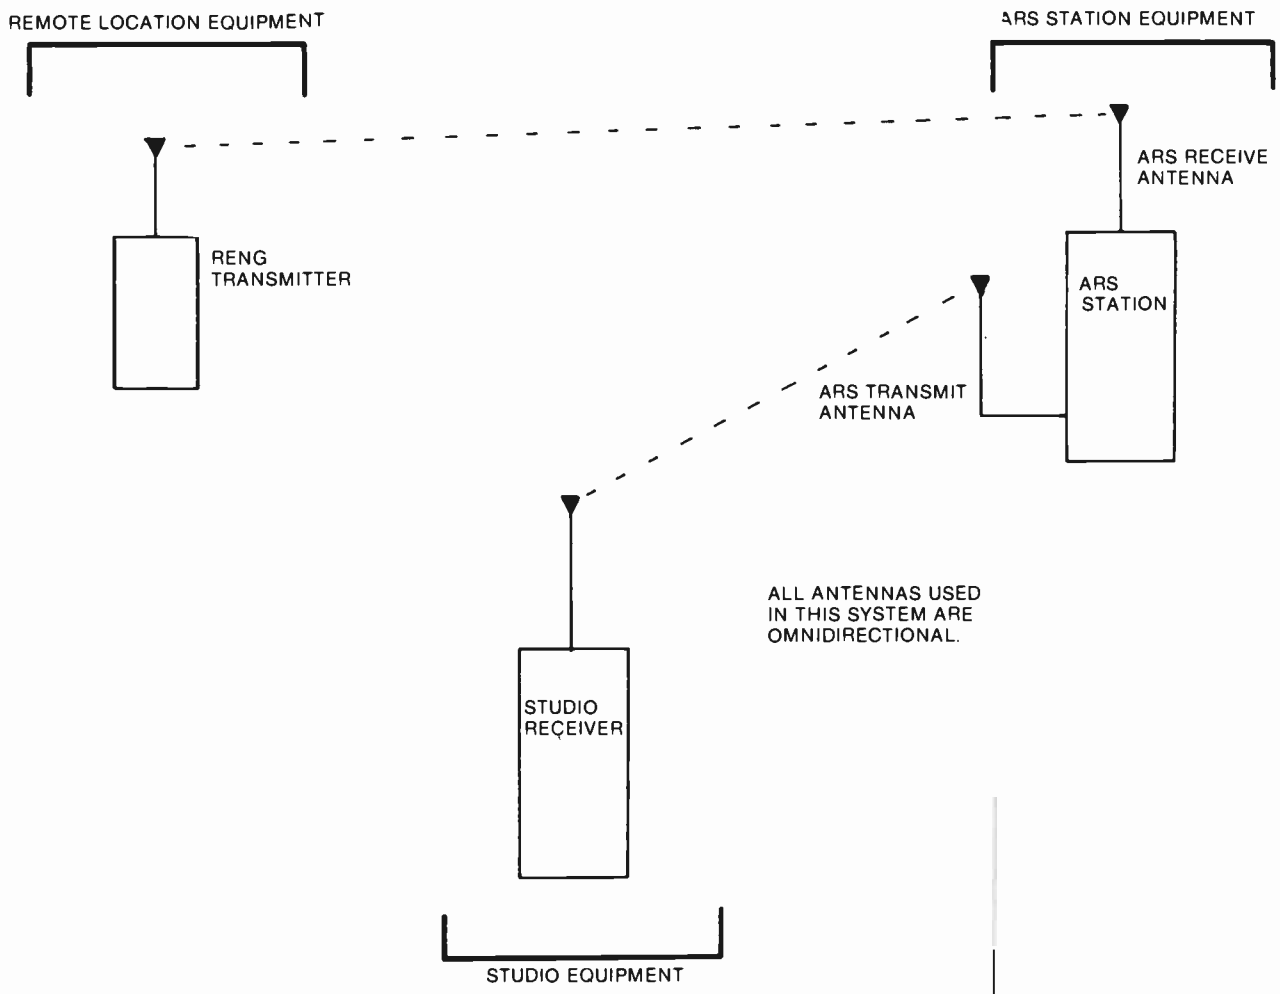 REMOTE LOCATION EQUIPMENT
ARS STATION EQUIPMENT
ARS RECEIVE
ANTENNA
RENG
TRANSMITTER
ARS
STATION
ARS TRANSMIT
ANTENNA
ALL ANTENNAS USED
IN THIS SYSTEM ARE
OMNIDIRECTIONAL.
STUDIO
RECEIVER
STUDIO EQUIPMENT